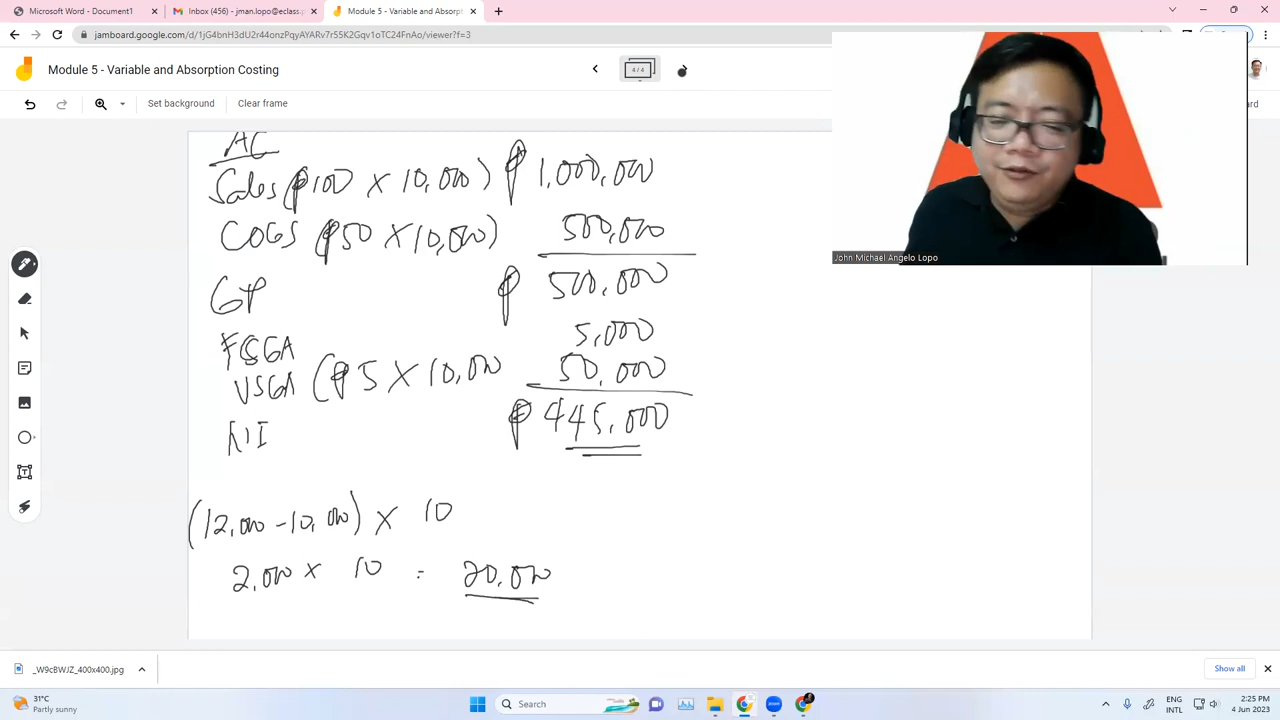 Microsoft Word - Document1
Inbox (456) - jman.lopo@eclass.
Module 5 - Variable and Absorption
jamboard.google.com/d/1jG4bnH3dU2r44onzPqyAYARv7r55K2Gqv1oTC24FnAo/viewer?f=3
Module 5 - Variable and Absorption Costing
4 / 4
Set background
Clear frame
AC
Sales (₱100 X 10,000) ₱ 1,000,000
COGS (₱50 X 10,000) 500,000
GP ₱ 500,000
FSGA 5,000
VSGA (₱5 X 10,000 50,000
NI ₱ 445,000
(12,000 - 10,000) X 10
2,000 X 10 = 20,000
John Michael Angelo Lopo
_W9cBWJZ_400x400.jpg
Show all
31°C
Partly sunny
Search
ENG
INTL
2:25 PM
4 Jun 2023